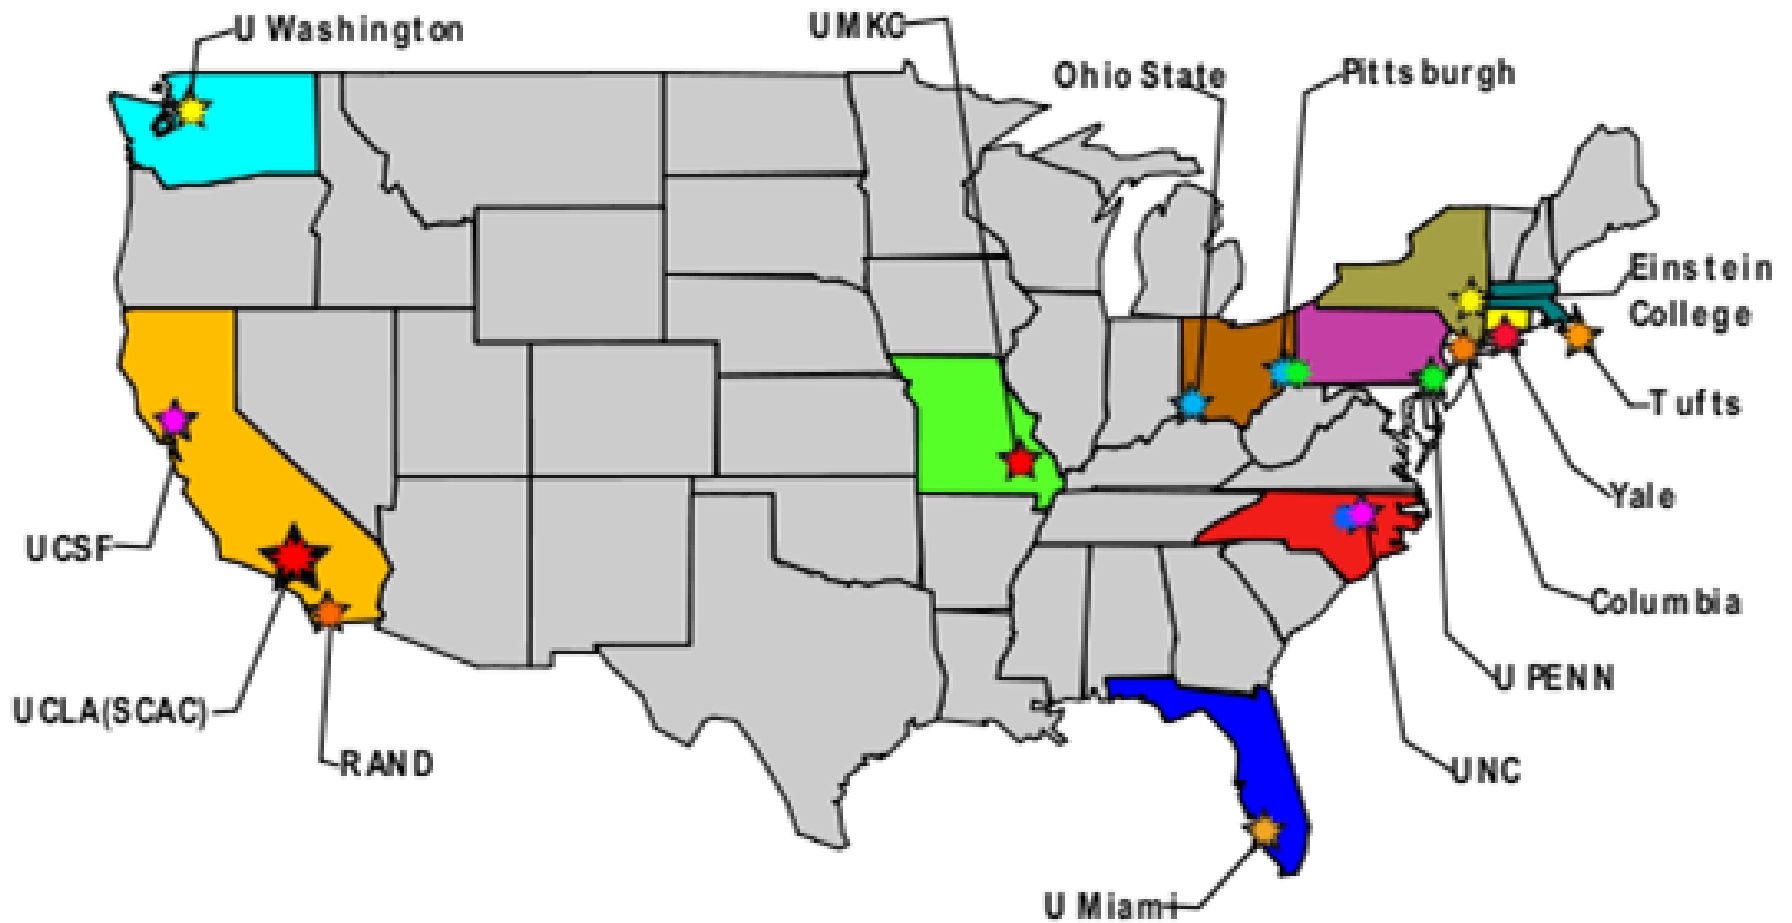 U Washington
UMKC
Ohio State
Pittsburgh
Einstein
College
Tufts
Yale
UCSF
Columbia
U PENN
UCLA(SCAC)
RAND
UNC
U Miami